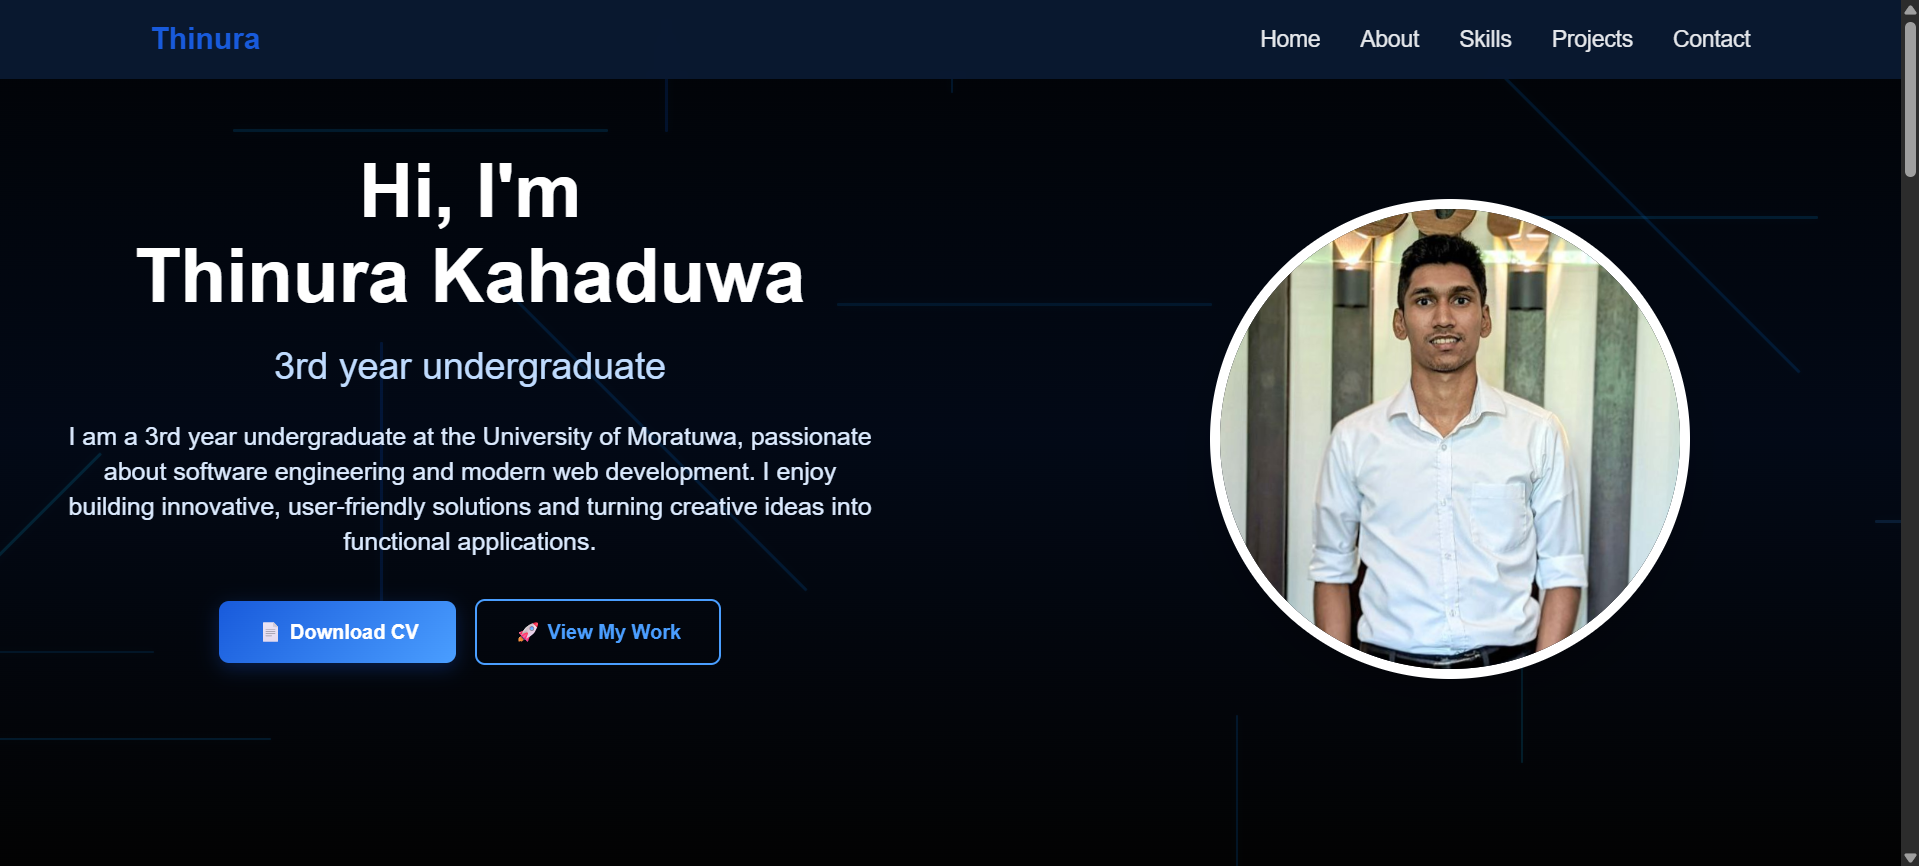 Thinura
Home About Skills Projects Contact
Hi, I'm
Thinura Kahaduwa
3rd year undergraduate
I am a 3rd year undergraduate at the University of Moratuwa, passionate
about software engineering and modern web development. I enjoy
building innovative, user-friendly solutions and turning creative ideas into
functional applications.
Download CV
View My Work